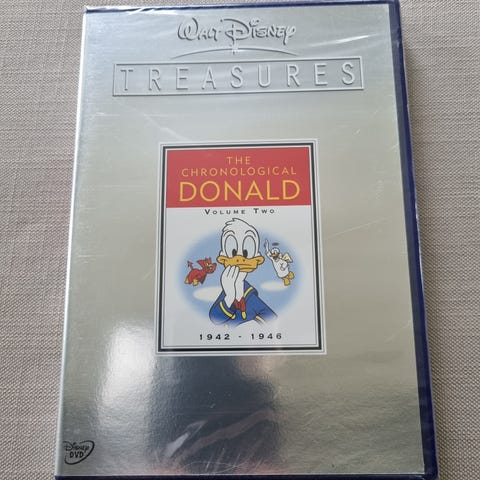 Walt Disney
TREASURES
THE
CHRONOLOGICAL
DONALD
VOLUME TWO
1942 - 1946
Disney
DVD